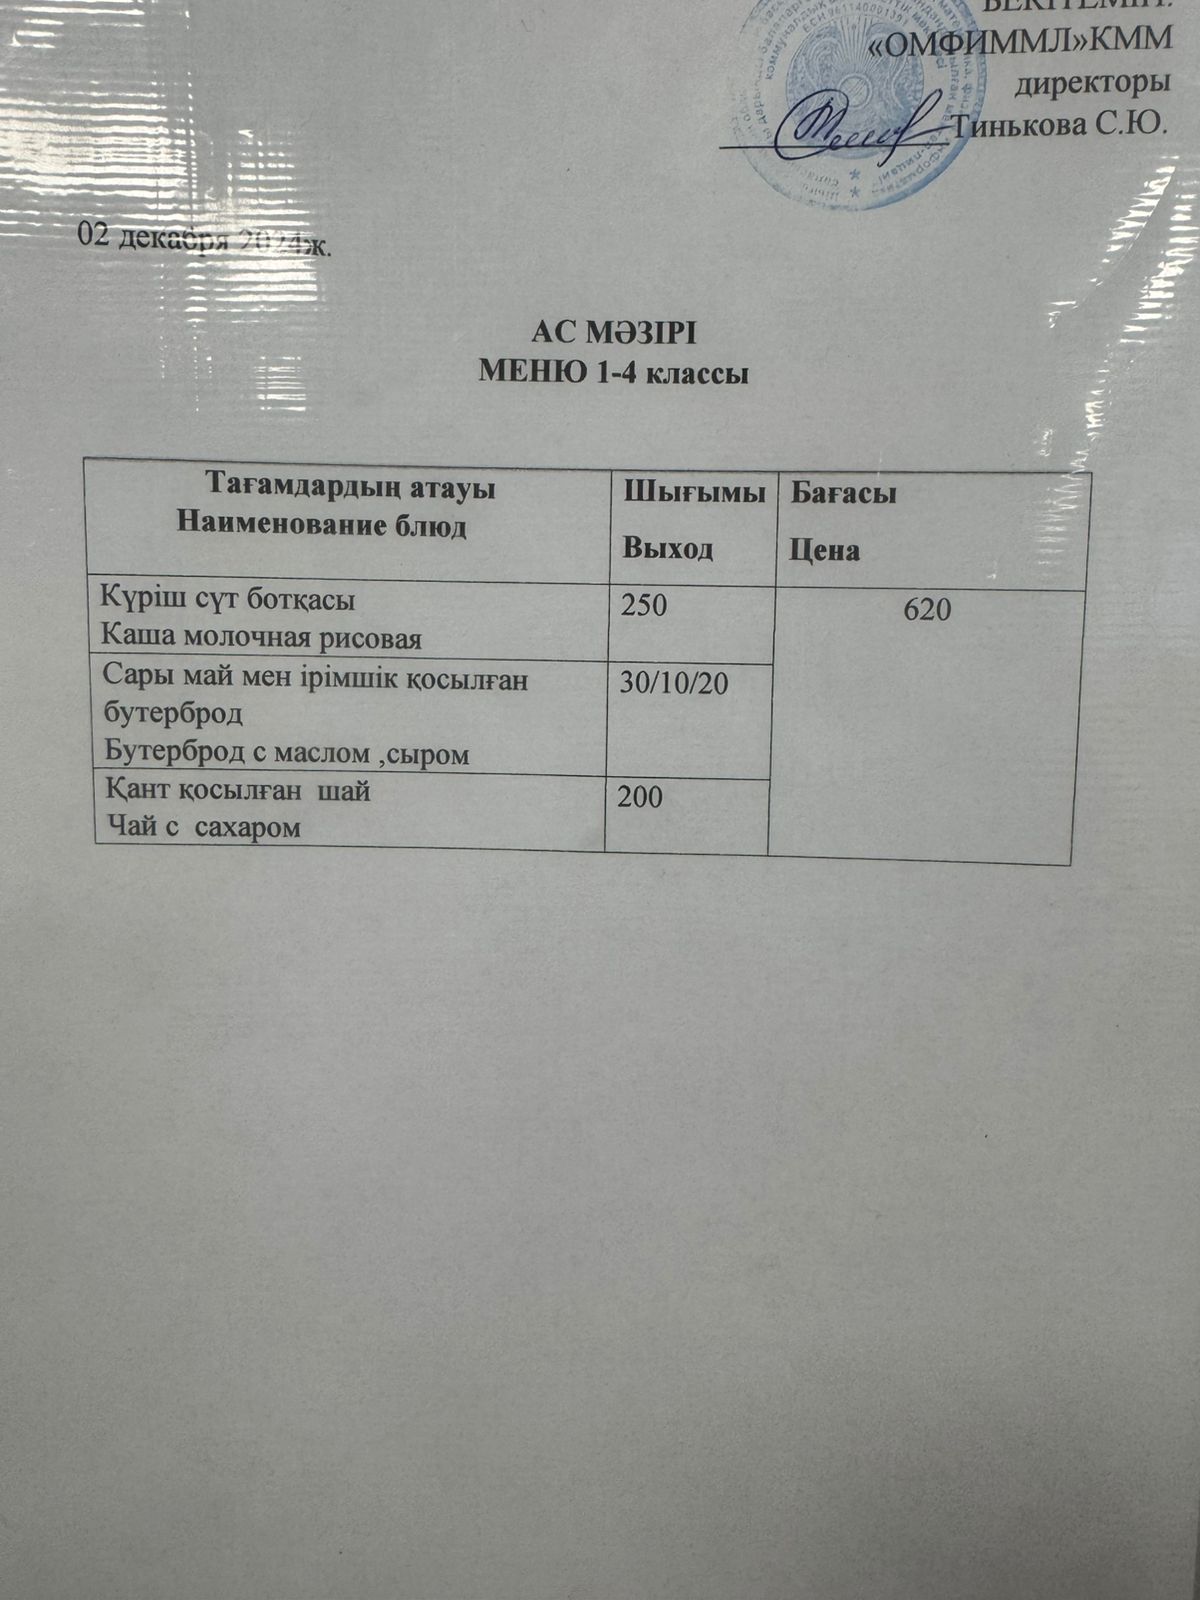 БЕКІТЕМІН:
«ОМФИММЛ»КММ
директоры
Тинькова С.Ю.
02 декабря 2024ж.
АС МӘЗІРІ
МЕНЮ 1-4 классы
Тағамдардың атауы
Наименование блюд
Шығымы
Выход
Бағасы
Цена
Күріш сүт ботқасы
Каша молочная рисовая
250
620
Сары май мен ірімшік қосылған
бутерброд
Бутерброд с маслом ,сыром
30/10/20
Қант қосылған  шай
Чай с  сахаром
200